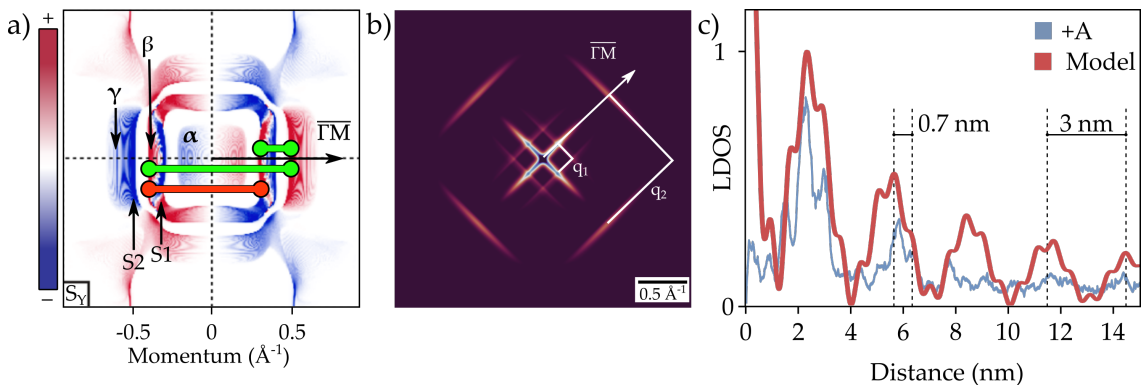 a)
+
−
β
γ
α
ΓM
S2
S1
S_Y
-0.5
0
0.5
Momentum (Å⁻¹)
b)
ΓM
q₁
q₂
0.5 Å⁻¹
c)
+A
Model
0.7 nm
3 nm
LDOS
1
0
0
2
4
6
8
10
12
14
Distance (nm)